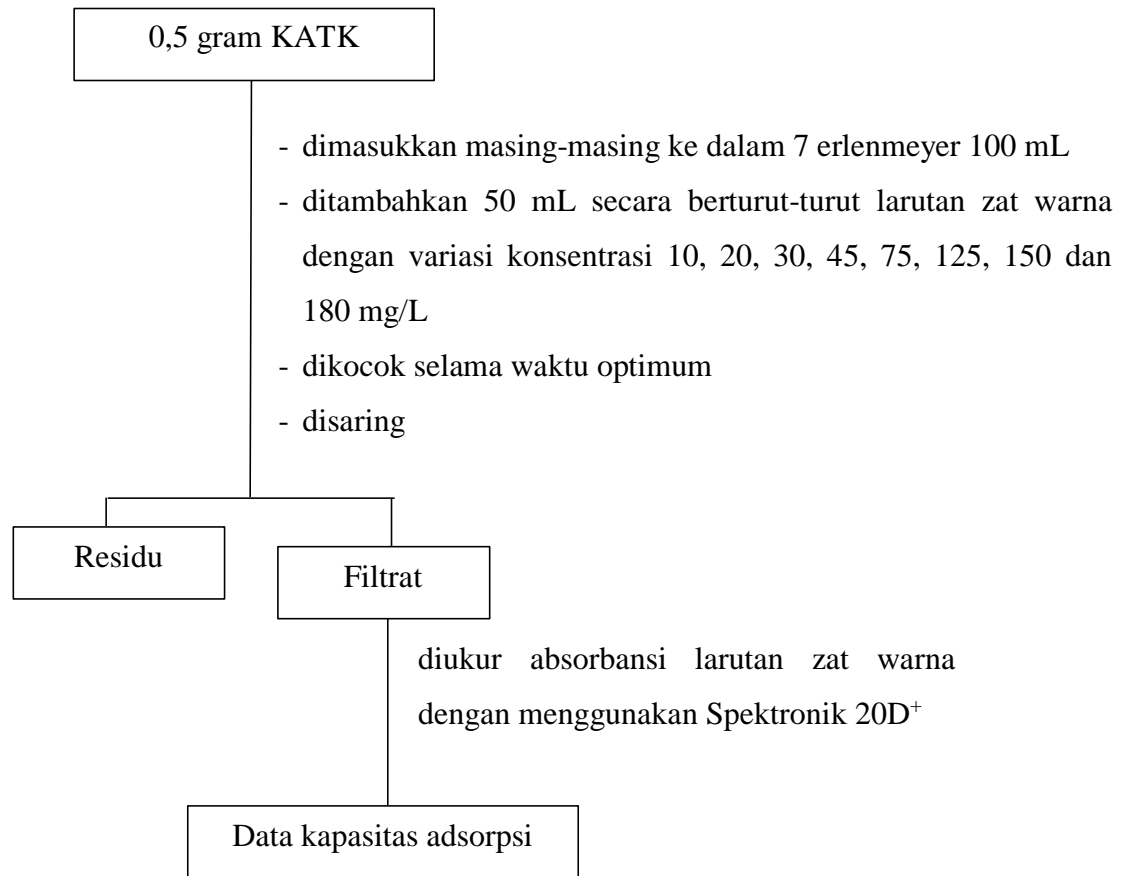 0,5 gram KATK
- dimasukkan masing-masing ke dalam 7 erlenmeyer 100 mL
- ditambahkan 50 mL secara berturut-turut larutan zat warna
dengan variasi konsentrasi 10, 20, 30, 45, 75, 125, 150 dan
180 mg/L
- dikocok selama waktu optimum
- disaring
Residu
Filtrat
diukur absorbansi larutan zat warna
dengan menggunakan Spektronik 20D⁺
Data kapasitas adsorpsi